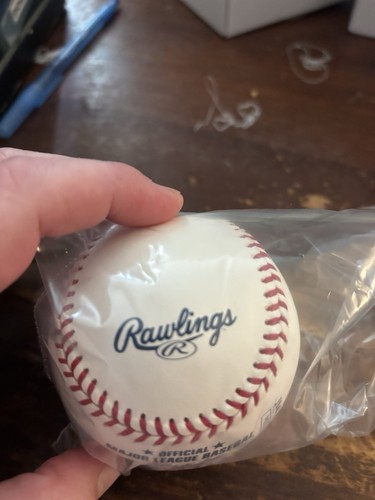 Rawlings
R
★ OFFICIAL ★
MAJOR LEAGUE BASEBALL